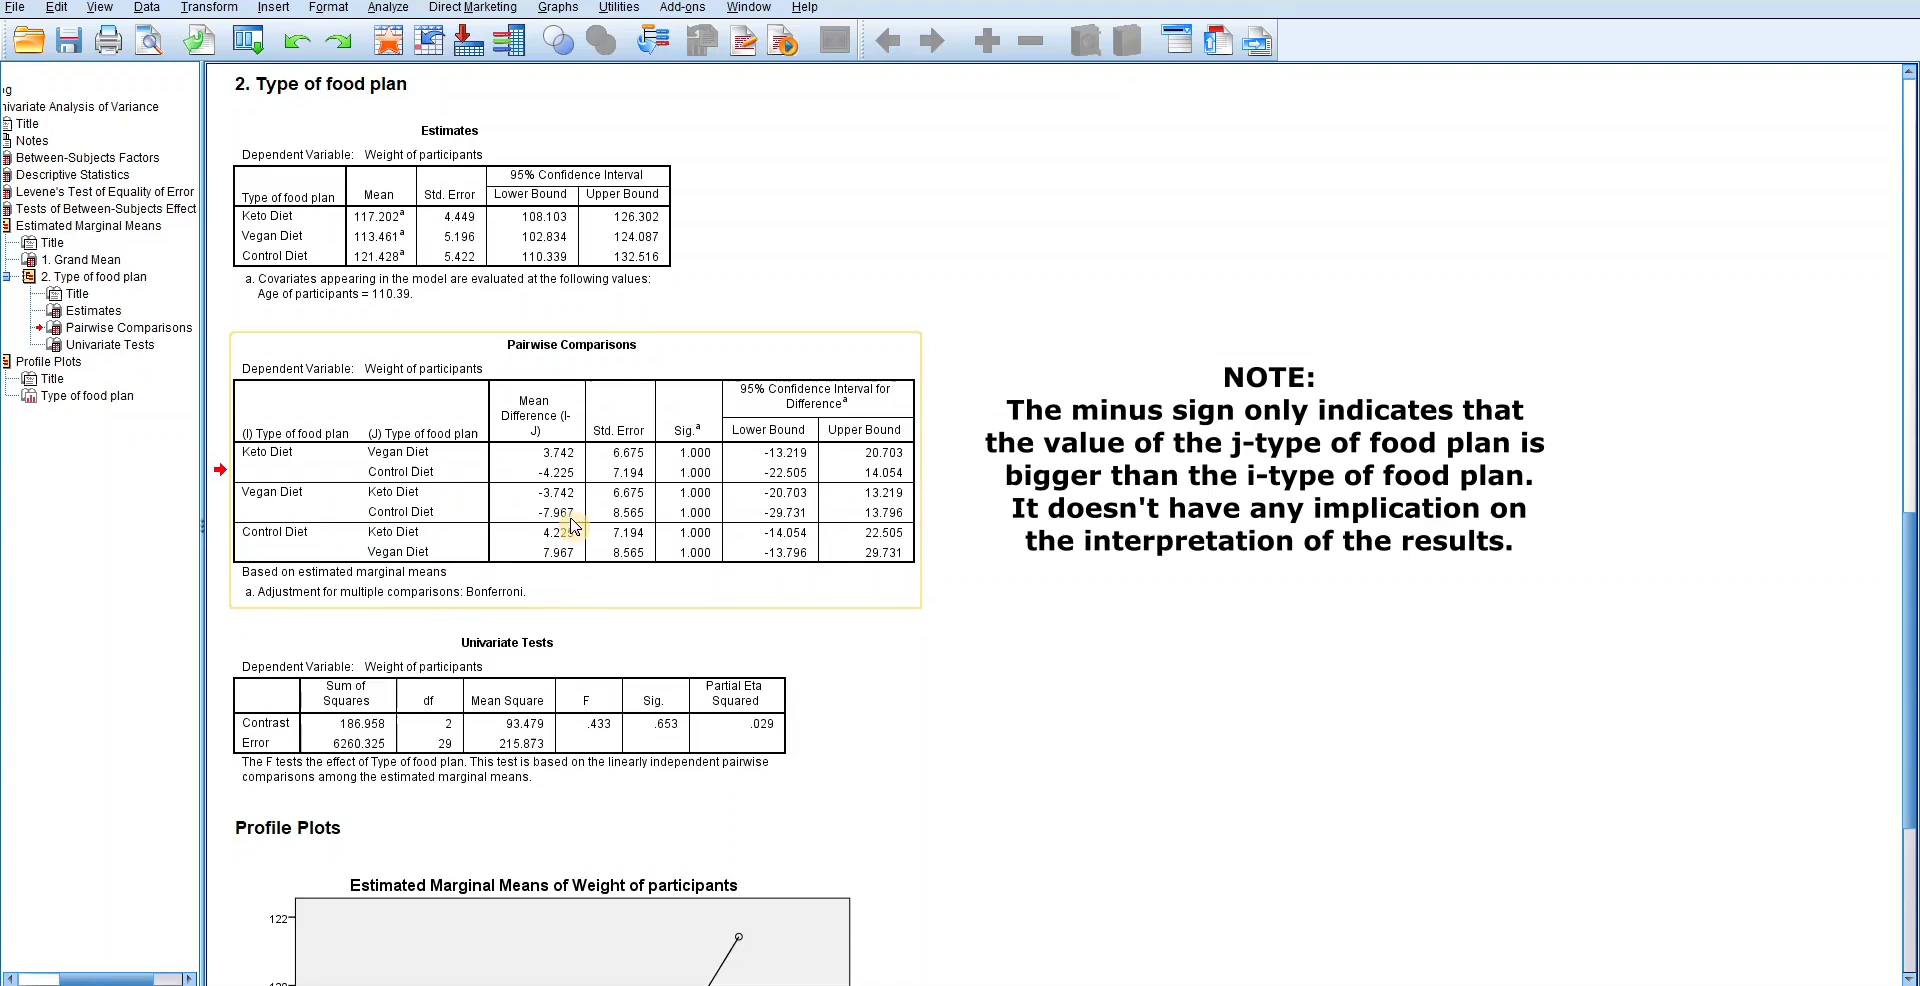 File Edit View Data Transform Insert Format Analyze Direct Marketing Graphs Utilities Add-ons Window Help
nivariate Analysis of Variance
Title
Notes
Between-Subjects Factors
Descriptive Statistics
Levene's Test of Equality of Error
Tests of Between-Subjects Effect
Estimated Marginal Means
Title
1. Grand Mean
2. Type of food plan
Title
Estimates
Pairwise Comparisons
Univariate Tests
Profile Plots
Title
Type of food plan
2. Type of food plan
Estimates
Dependent Variable: Weight of participants
95% Confidence Interval
Type of food plan Mean Std. Error Lower Bound Upper Bound
Keto Diet 117.202a 4.449 108.103 126.302
Vegan Diet 113.461a 5.196 102.834 124.087
Control Diet 121.428a 5.422 110.339 132.516
a. Covariates appearing in the model are evaluated at the following values:
Age of participants = 110.39.
Pairwise Comparisons
Dependent Variable: Weight of participants
95% Confidence Interval for
Differencea
Mean
Difference (I-
J)
(I) Type of food plan (J) Type of food plan Std. Error Sig.a Lower Bound Upper Bound
Keto Diet Vegan Diet 3.742 6.675 1.000 -13.219 20.703
Control Diet -4.225 7.194 1.000 -22.505 14.054
Vegan Diet Keto Diet -3.742 6.675 1.000 -20.703 13.219
Control Diet -7.967 8.565 1.000 -29.731 13.796
Control Diet Keto Diet 7.194 1.000 -14.054 22.505
Vegan Diet 7.967 8.565 1.000 -13.796 29.731
Based on estimated marginal means
a. Adjustment for multiple comparisons: Bonferroni.
NOTE:
The minus sign only indicates that
the value of the j-type of food plan is
bigger than the i-type of food plan.
It doesn't have any implication on
the interpretation of the results.
Univariate Tests
Dependent Variable: Weight of participants
Sum of
Squares df Mean Square F Sig. Partial Eta
Squared
Contrast 186.958 2 93.479 .433 .653 .029
Error 6260.325 29 215.873
The F tests the effect of Type of food plan. This test is based on the linearly independent pairwise
comparisons among the estimated marginal means.
Profile Plots
Estimated Marginal Means of Weight of participants
122